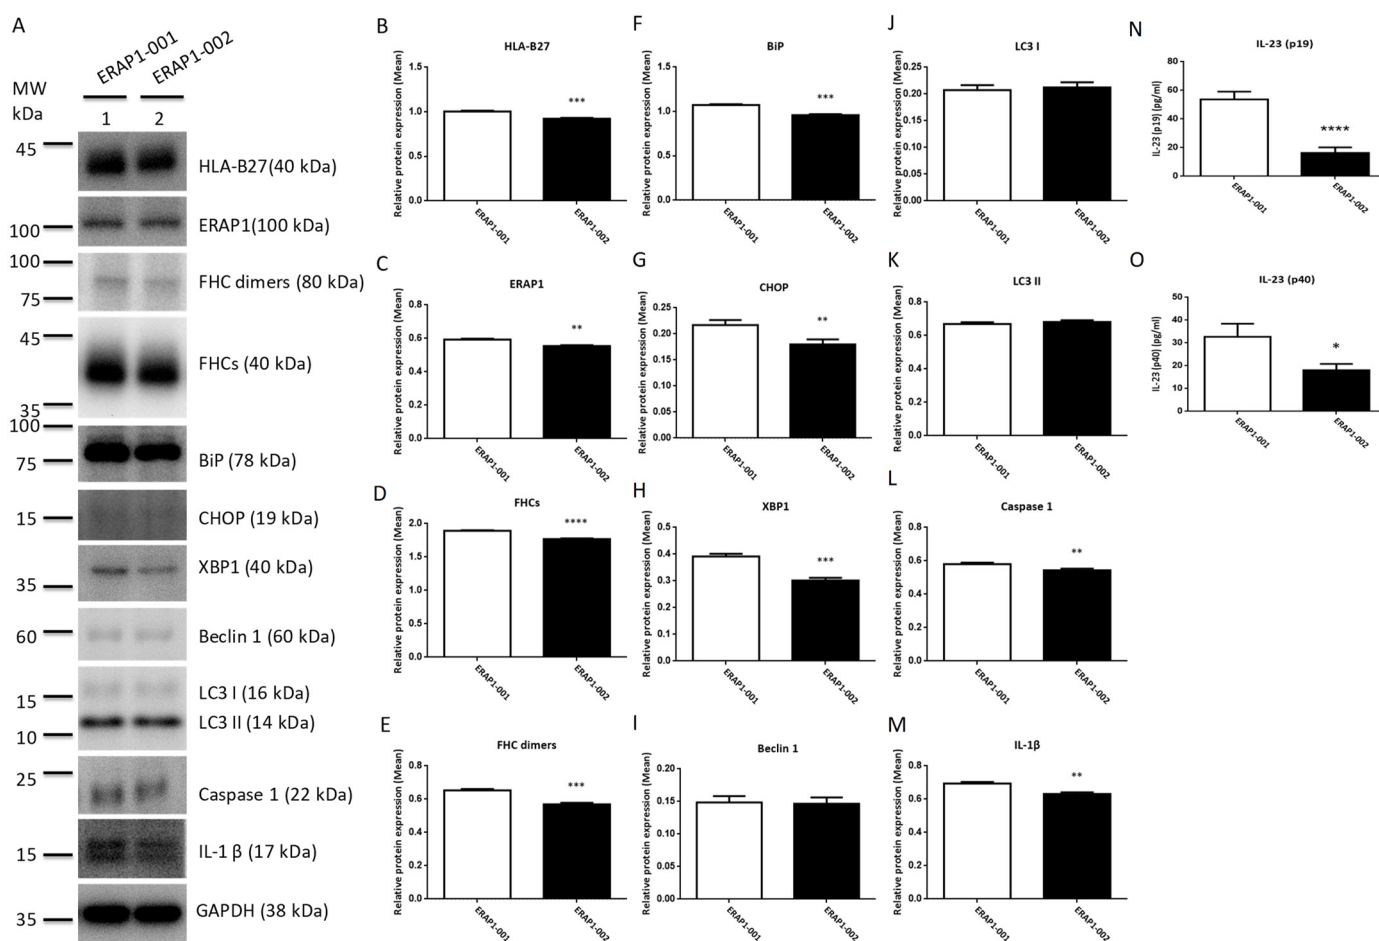 A
ERAP1-001
ERAP1-002
MW
kDa
1
2
45
HLA-B27(40 kDa)
100
ERAP1(100 kDa)
100
FHC dimers (80 kDa)
75
45
FHCs (40 kDa)
35
100
BiP (78 kDa)
75
15
CHOP (19 kDa)
XBP1 (40 kDa)
35
60
Beclin 1 (60 kDa)
LC3 I (16 kDa)
15
LC3 II (14 kDa)
10
25
Caspase 1 (22 kDa)
15
IL-1 β (17 kDa)
35
GAPDH (38 kDa)
B
HLA-B27
Relative protein expression (Mean)
1.5
1.0
0.5
0.0
***
ERAP1-001
ERAP1-002
C
ERAP1
Relative protein expression (Mean)
0.8
0.6
0.4
0.2
0.0
**
ERAP1-001
ERAP1-002
D
FHCs
Relative protein expression (Mean)
2.0
1.5
1.0
0.5
0.0
****
ERAP1-001
ERAP1-002
E
FHC dimers
Relative protein expression (Mean)
0.8
0.6
0.4
0.2
0.0
***
ERAP1-001
ERAP1-002
F
BiP
Relative protein expression (Mean)
1.5
1.0
0.5
0.0
***
ERAP1-001
ERAP1-002
G
CHOP
Relative protein expression (Mean)
0.25
0.20
0.15
0.10
0.05
0.00
**
ERAP1-001
ERAP1-002
H
XBP1
Relative protein expression (Mean)
0.5
0.4
0.3
0.2
0.1
0.0
***
ERAP1-001
ERAP1-002
I
Beclin 1
Relative protein expression (Mean)
0.20
0.15
0.10
0.05
0.00
ERAP1-001
ERAP1-002
J
LC3 I
Relative protein expression (Mean)
0.25
0.20
0.15
0.10
0.05
0.00
ERAP1-001
ERAP1-002
K
LC3 II
Relative protein expression (Mean)
0.8
0.6
0.4
0.2
0.0
ERAP1-001
ERAP1-002
L
Caspase 1
Relative protein expression (Mean)
0.8
0.6
0.4
0.2
0.0
**
ERAP1-001
ERAP1-002
M
IL-1β
Relative protein expression (Mean)
0.8
0.6
0.4
0.2
0.0
**
ERAP1-001
ERAP1-002
N
IL-23 (p19)
IL-23 (p19) (pg/ml)
80
60
40
20
0
****
ERAP1-001
ERAP1-002
O
IL-23 (p40)
IL-23 (p40) (pg/ml)
50
40
30
20
10
0
*
ERAP1-001
ERAP1-002